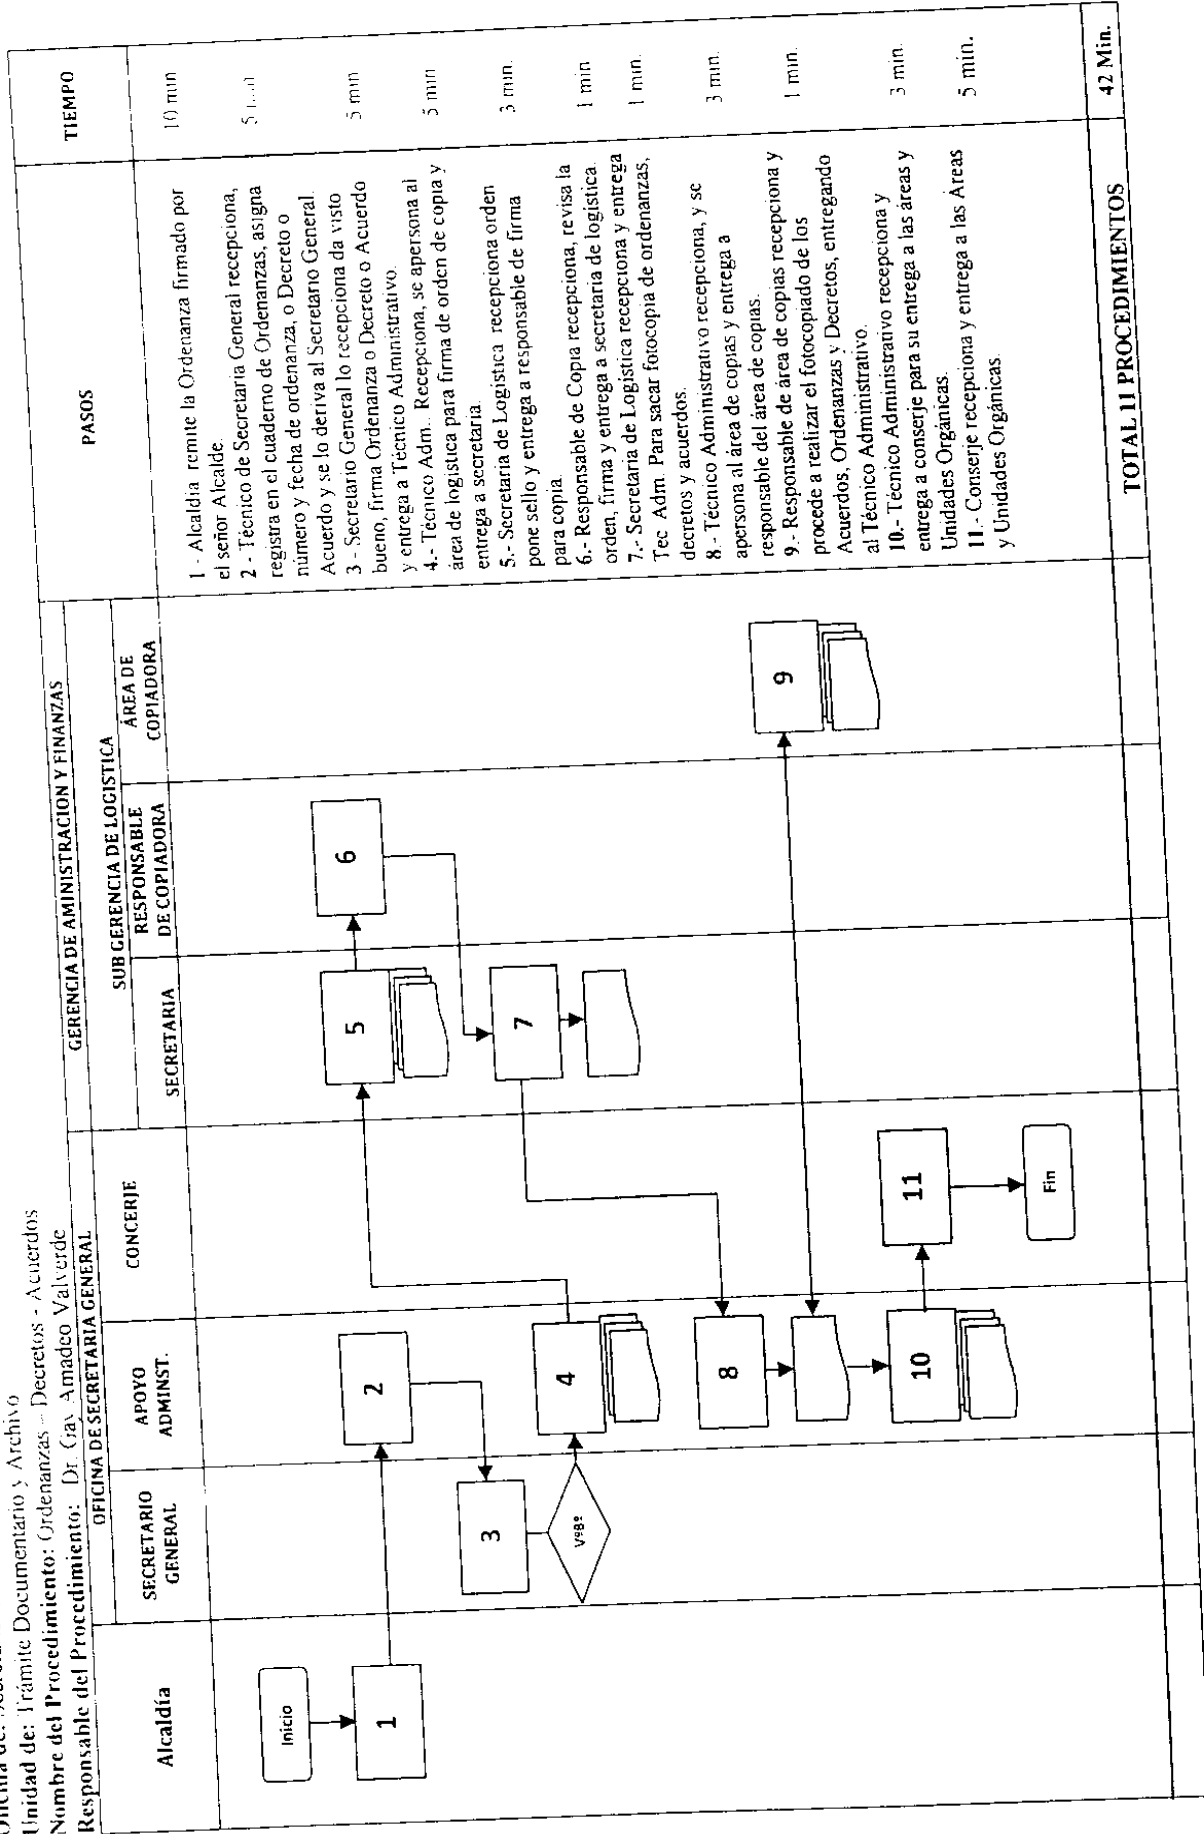 Unidad de: Trámite Documentario y Archivo
Nombre del Procedimiento: Ordenanzas – Decretos - Acuerdos
Responsable del Procedimiento: Dr. Amadeo Valverde
OFICINA DE SECRETARIA GENERAL
GERENCIA DE AMINISTRACION Y FINANZAS
SUB GERENCIA DE LOGISTICA
Alcaldía
SECRETARIO GENERAL
APOYO ADMINST.
CONCERJE
SECRETARIA
RESPONSABLE DE COPIADORA
ÁREA DE COPIADORA
PASOS
TIEMPO
Inicio
1
2
3
VºBº
4
5
6
7
8
9
10
11
Fin
1 - Alcaldía remite la Ordenanza firmado por
el señor Alcalde.
2 - Técnico de Secretaria General recepciona,
registra en el cuaderno de Ordenanzas, asigna
número y fecha de ordenanza, o Decreto o
Acuerdo y se lo deriva al Secretario General.
3 - Secretario General lo recepciona da visto
bueno, firma Ordenanza o Decreto o Acuerdo
y entrega a Técnico Administrativo.
4.- Técnico Adm.. Recepciona, se apersona al
área de logistica para firma de orden de copia y
entrega a secretaria.
5.- Secretaria de Logística recepciona orden
pone sello y entrega a responsable de firma
para copia.
6.- Responsable de Copia recepciona, revisa la
orden, firma y entrega a secretaria de logística.
7.- Secretaria de Logística recepciona y entrega
Tec Adm. Para sacar fotocopia de ordenanzas,
decretos y acuerdos.
8.- Técnico Administrativo recepciona, y se
apersona al área de copias y entrega a
responsable del área de copias.
9.- Responsable de área de copias recepciona y
procede a realizar el fotocopiado de los
Acuerdos, Ordenanzas y Decretos, entregando
al Técnico Administrativo.
10.- Técnico Administrativo recepciona y
entrega a conserje para su entrega a las áreas y
Unidades Orgánicas.
11.- Conserje recepciona y entrega a las Áreas
y Unidades Orgánicas.
10 min
5
5 min
5 min
3 min.
1 min
1 min.
3 min.
1 min.
3 min.
5 min.
TOTAL 11 PROCEDIMIENTOS
42 Min.